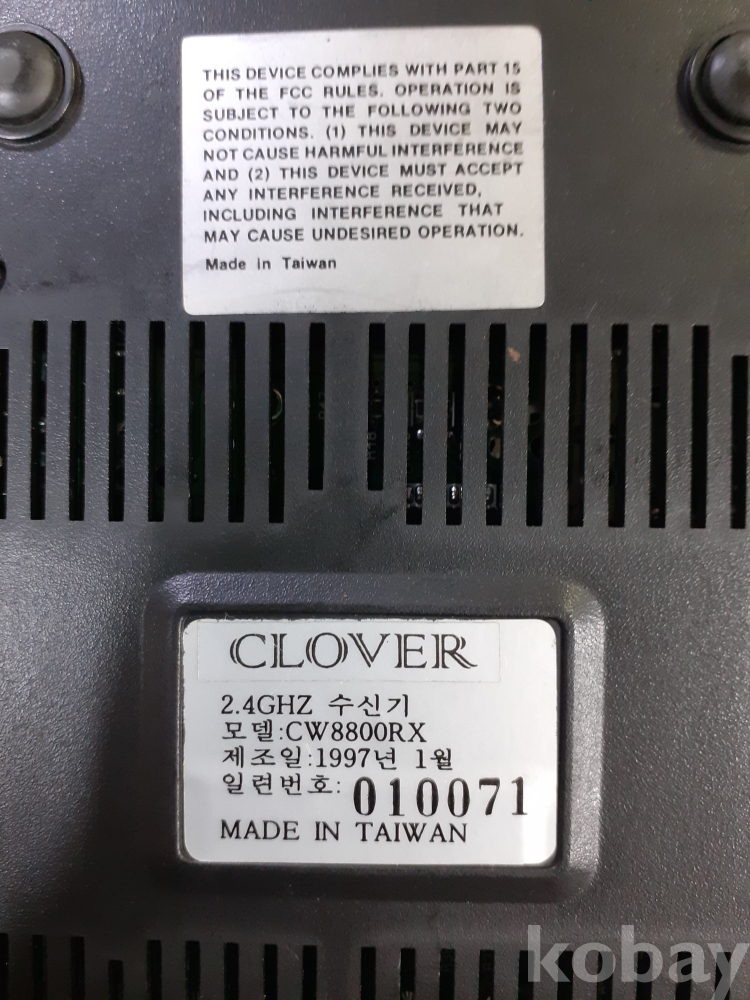 THIS DEVICE COMPLIES WITH PART 15
OF THE FCC RULES. OPERATION IS
SUBJECT TO THE FOLLOWING TWO
CONDITIONS. (1) THIS DEVICE MAY
NOT CAUSE HARMFUL INTERFERENCE
AND (2) THIS DEVICE MUST ACCEPT
ANY INTERFERENCE RECEIVED,
INCLUDING INTERFERENCE THAT
MAY CAUSE UNDESIRED OPERATION.
Made in Taiwan
CLOVER
2.4GHZ 수신기
모델:CW8800RX
제조일:1997년 1월
일련번호: 010071
MADE IN TAIWAN
kobay